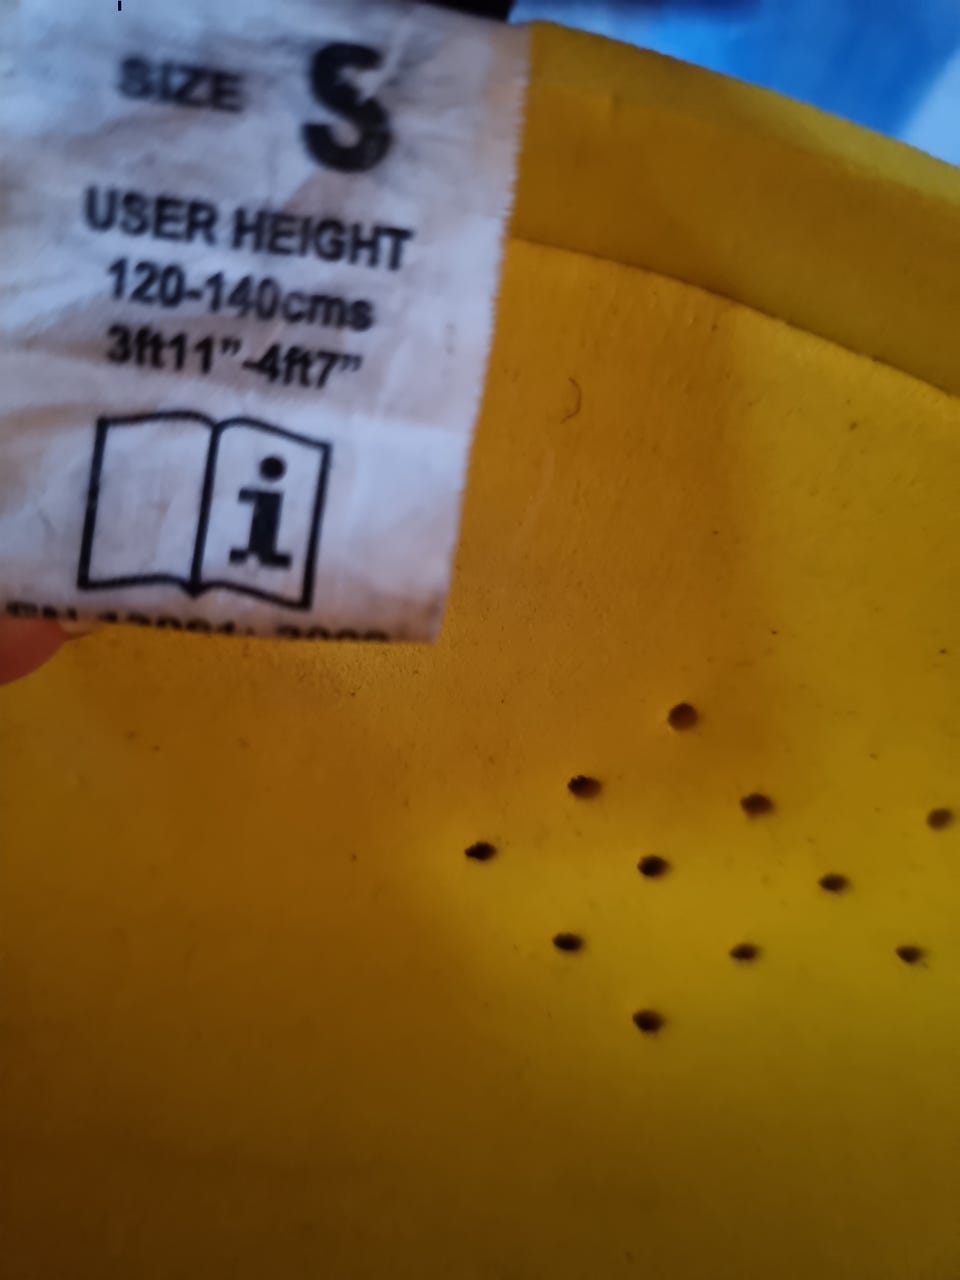 SIZE S
USER HEIGHT
120-140cms
3ft11”-4ft7”
i